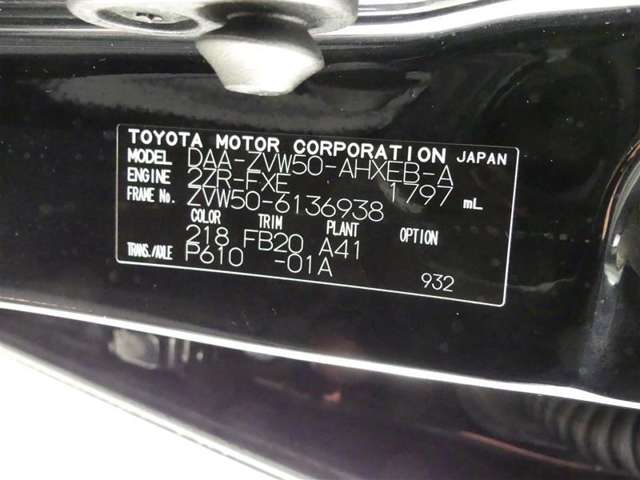 TOYOTA MOTOR CORPORATION JAPAN
MODEL DAA-ZVW50-AHXEB-A
ENGINE 2ZR-FXE 1797 mL
FRAME No. ZVW50-6136938
COLOR TRIM PLANT OPTION
218 FB20 A41
TRANS./AXLE P610 -01A
932